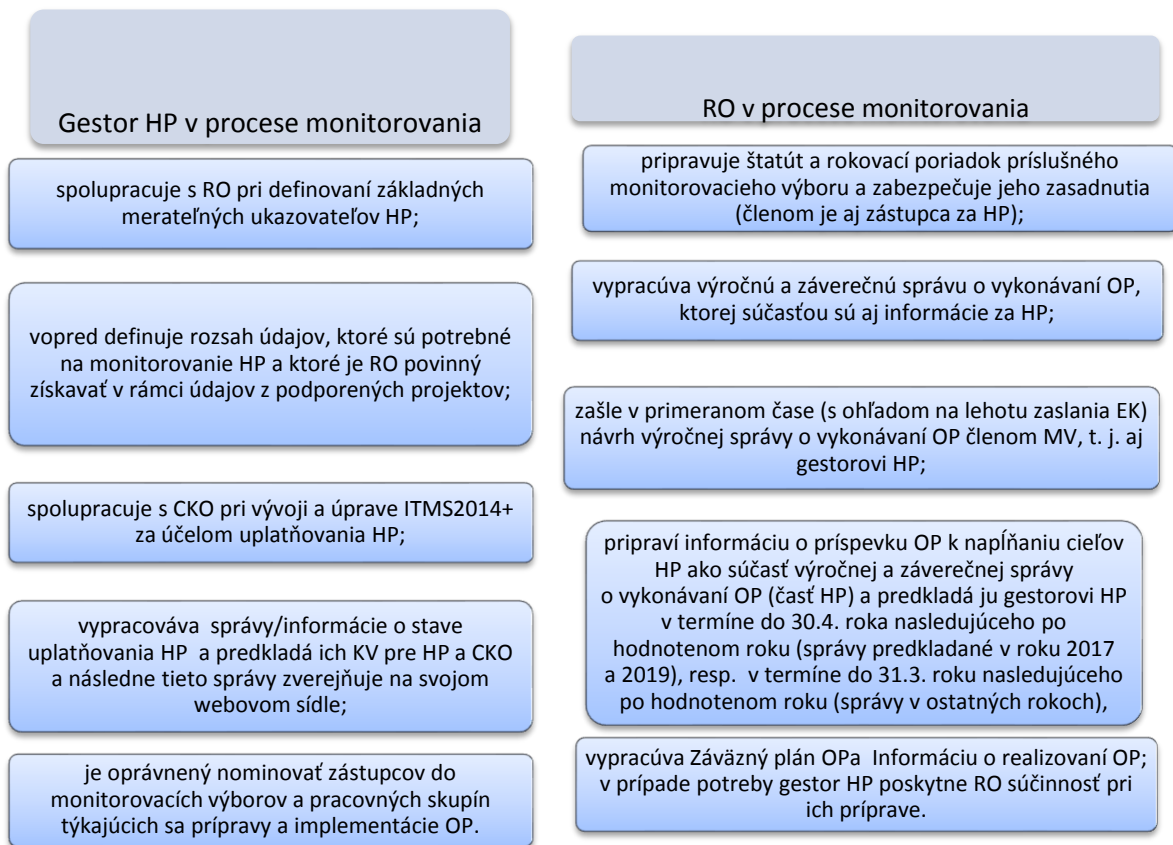 Gestor HP v procese monitorovania
spolupracuje s RO pri definovaní základných
merateľných ukazovateľov HP;
vopred definuje rozsah údajov, ktoré sú potrebné
na monitorovanie HP a ktoré je RO povinný
získavať v rámci údajov z podporených projektov;
spolupracuje s CKO pri vývoji a úprave ITMS2014+
za účelom uplatňovania HP;
vypracováva  správy/informácie o stave
uplatňovania HP  a predkladá ich KV pre HP a CKO
a následne tieto správy zverejňuje na svojom
webovom sídle;
je oprávnený nominovať zástupcov do
monitorovacích výborov a pracovných skupín
týkajúcich sa prípravy a implementácie OP.
RO v procese monitorovania
pripravuje štatút a rokovací poriadok príslušného
monitorovacieho výboru a zabezpečuje jeho zasadnutia
(členom je aj zástupca za HP);
vypracúva výročnú a záverečnú správu o vykonávaní OP,
ktorej súčasťou sú aj informácie za HP;
zašle v primeranom čase (s ohľadom na lehotu zaslania EK)
návrh výročnej správy o vykonávaní OP členom MV, t. j. aj
gestorovi HP;
pripraví informáciu o príspevku OP k napĺňaniu cieľov
HP ako súčasť výročnej a záverečnej správy
o vykonávaní OP (časť HP) a predkladá ju gestorovi HP
v termíne do 30.4. roka nasledujúceho po
hodnotenom roku (správy predkladané v roku 2017
a 2019), resp.  v termíne do 31.3. roku nasledujúceho
po hodnotenom roku (správy v ostatných rokoch),
vypracúva Záväzný plán OPa  Informáciu o realizovaní OP;
v prípade potreby gestor HP poskytne RO súčinnosť pri
ich príprave.